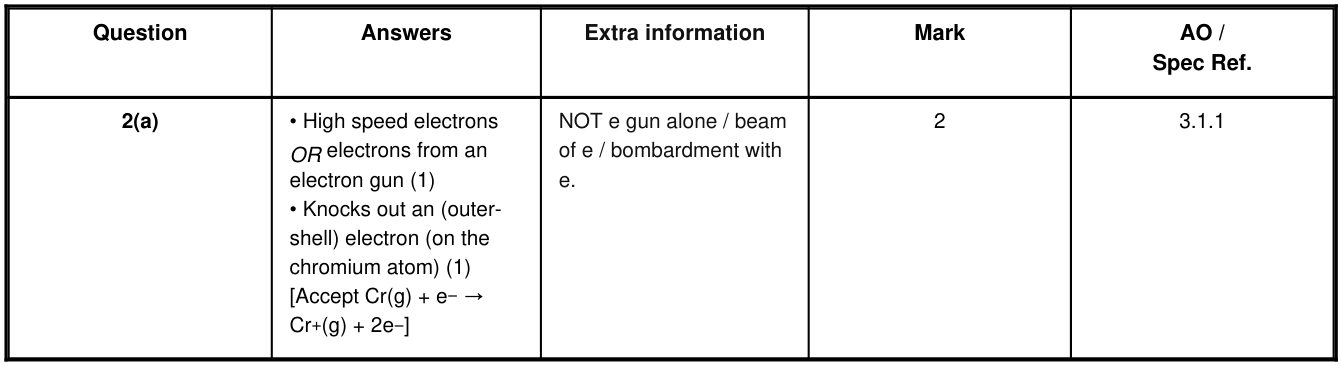 Question Answers Extra information Mark AO /
Spec Ref.
2(a)
• High speed electrons
OR electrons from an
electron gun (1)
• Knocks out an (outer-
shell) electron (on the
chromium atom) (1)
[Accept Cr(g) + e– →
Cr+(g) + 2e–]
NOT e gun alone / beam
of e / bombardment with
e.
2
3.1.1